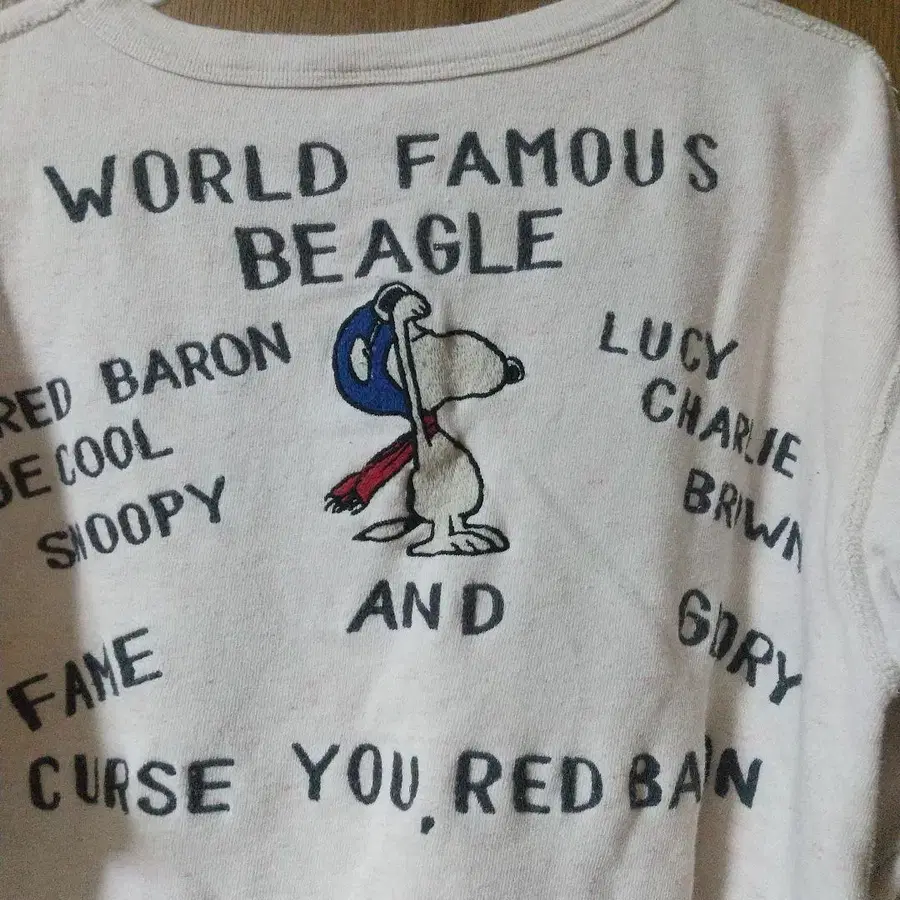 WORLD FAMOUS
BEAGLE
RED BARON
JOE COOL
SNOOPY
LUCY
CHARLIE
BROWN
FAME
AND
GLORY
CURSE YOU, RED BARON